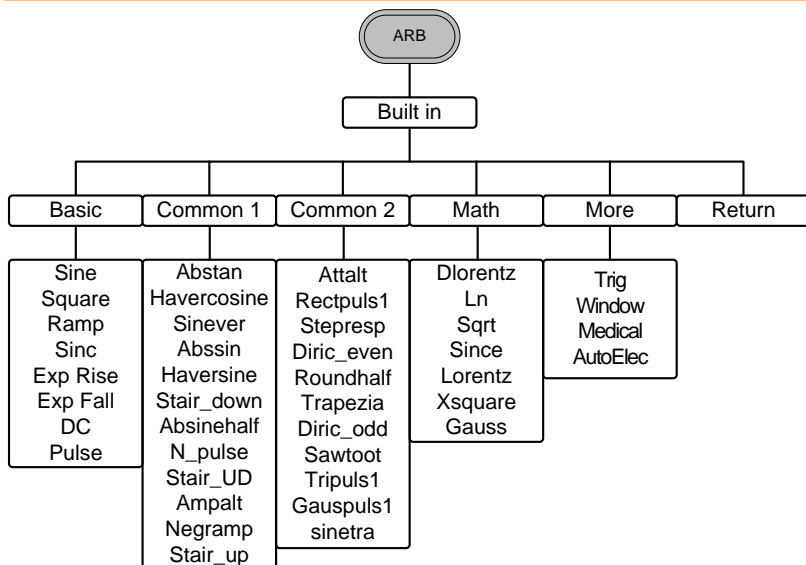 ARB
Built in
Basic
Common 1
Common 2
Math
More
Return
Sine
Square
Ramp
Sinc
Exp Rise
Exp Fall
DC
Pulse
Abstan
Havercosine
Sinever
Abssin
Haversine
Stair_down
Absinehalf
N_pulse
Stair_UD
Ampalt
Negramp
Stair_up
Attalt
Rectpuls1
Stepresp
Diric_even
Roundhalf
Trapezia
Diric_odd
Sawtoot
Tripuls1
Gauspuls1
sinetra
Dlorentz
Ln
Sqrt
Since
Lorentz
Xsquare
Gauss
Trig
Window
Medical
AutoElec